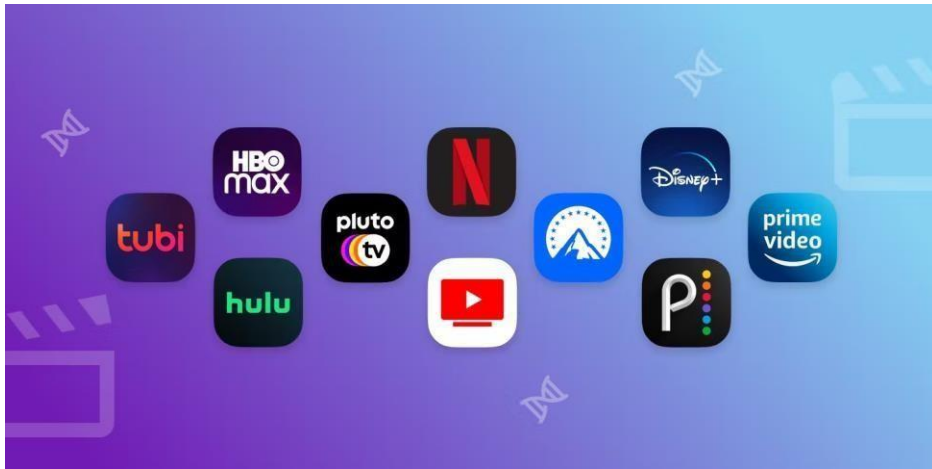 HBO
max
N
Disney+
tubi
pluto
tv
prime
video
hulu
P